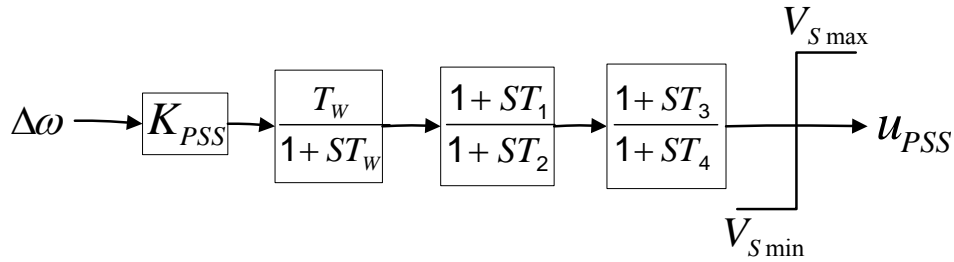 V_{S max}
Δω
K_{PSS}
T_W
1 + ST_W
1 + ST_1
1 + ST_2
1 + ST_3
1 + ST_4
u_{PSS}
V_{S min}